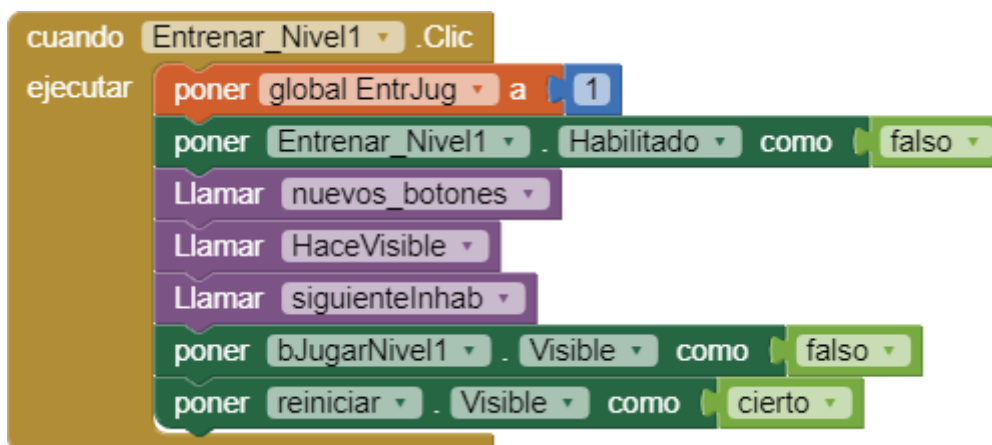 cuando Entrenar_Nivel1 .Clic
ejecutar poner global EntrJug a 1
poner Entrenar_Nivel1 . Habilitado como falso
Llamar nuevos_botones
Llamar HaceVisible
Llamar siguienteInhab
poner bJugarNivel1 . Visible como falso
poner reiniciar . Visible como cierto